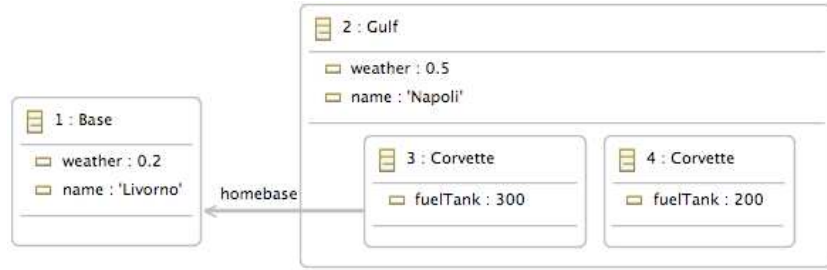 2 : Gulf
weather : 0.5
name : 'Napoli'
1 : Base
weather : 0.2
name : 'Livorno'
homebase
3 : Corvette
fuelTank : 300
4 : Corvette
fuelTank : 200